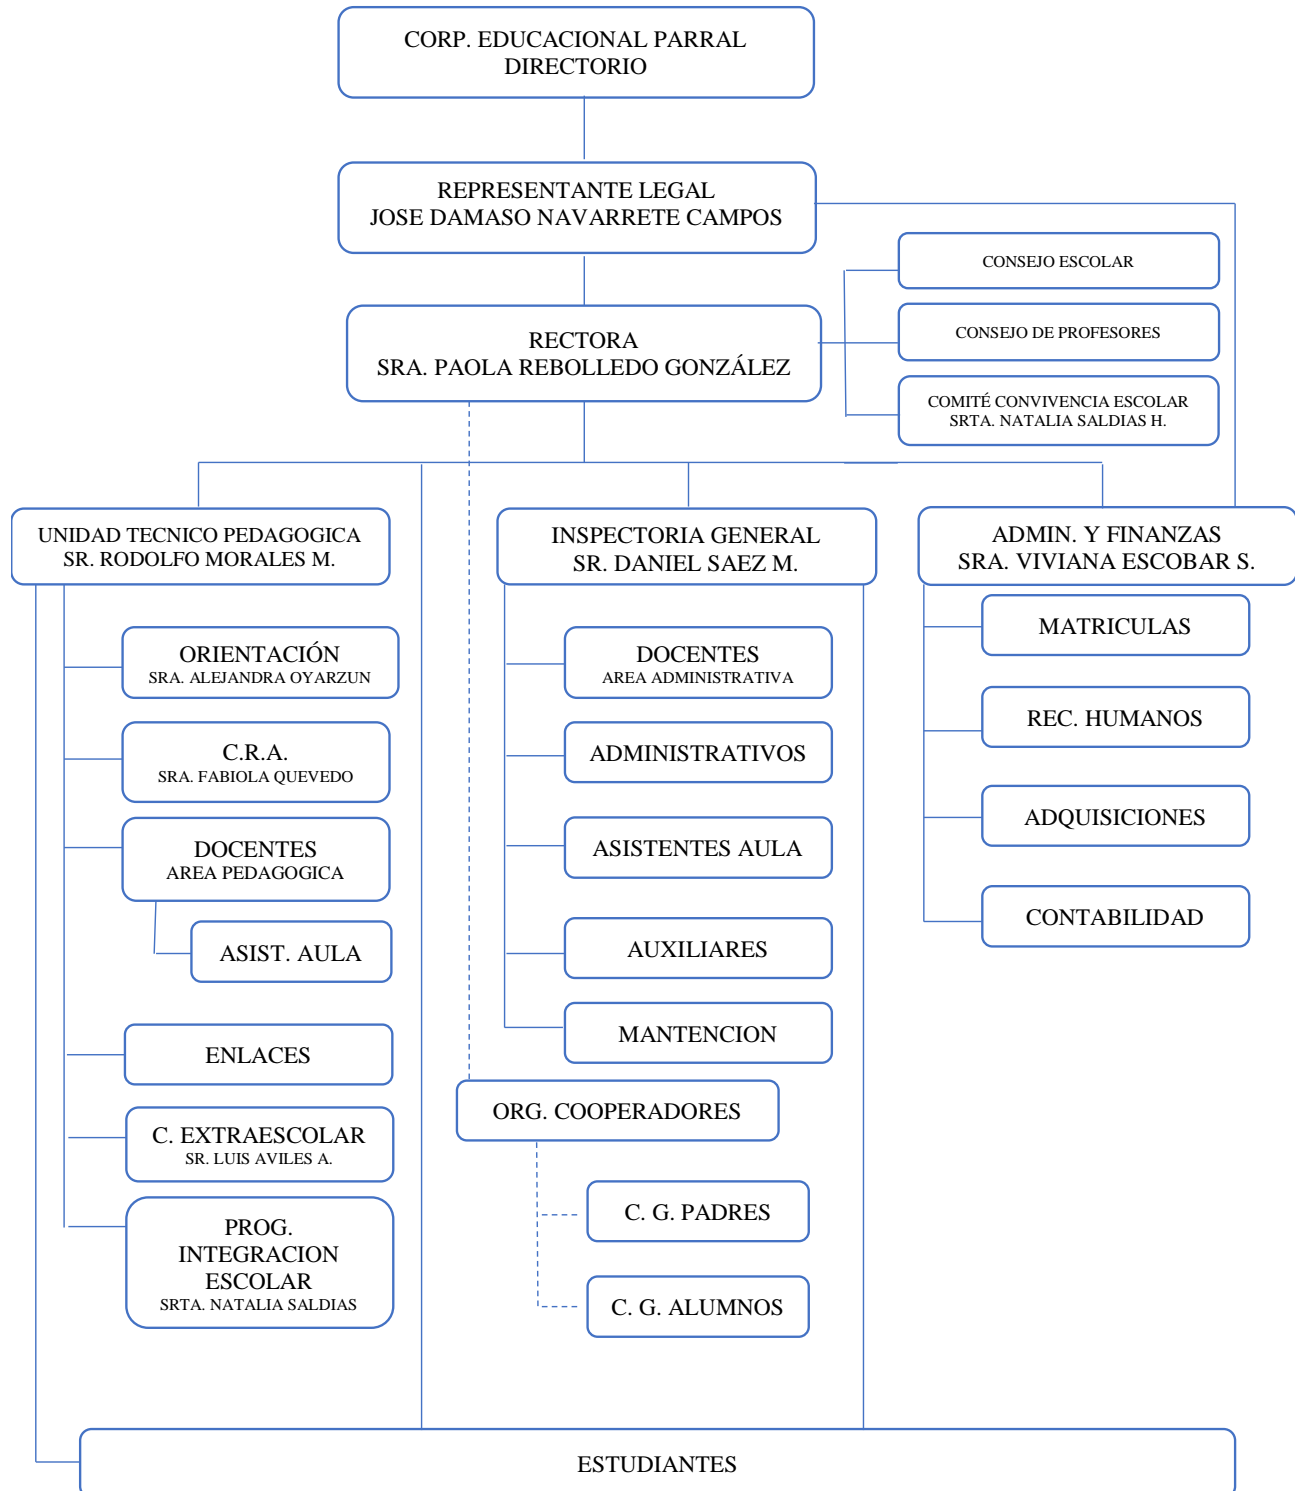 CORP. EDUCACIONAL PARRAL
DIRECTORIO
REPRESENTANTE LEGAL
JOSE DAMASO NAVARRETE CAMPOS
CONSEJO ESCOLAR
RECTORA
SRA. PAOLA REBOLLEDO GONZÁLEZ
CONSEJO DE PROFESORES
COMITÉ CONVIVENCIA ESCOLAR
SRTA. NATALIA SALDIAS H.
UNIDAD TECNICO PEDAGOGICA
SR. RODOLFO MORALES M.
ORIENTACIÓN
SRA. ALEJANDRA OYARZUN
C.R.A.
SRA. FABIOLA QUEVEDO
DOCENTES
AREA PEDAGOGICA
ASIST. AULA
ENLACES
C. EXTRAESCOLAR
SR. LUIS AVILES A.
PROG.
INTEGRACION
ESCOLAR
SRTA. NATALIA SALDIAS
INSPECTORIA GENERAL
SR. DANIEL SAEZ M.
DOCENTES
AREA ADMINISTRATIVA
ADMINISTRATIVOS
ASISTENTES AULA
AUXILIARES
MANTENCION
ORG. COOPERADORES
C. G. PADRES
C. G. ALUMNOS
ADMIN. Y FINANZAS
SRA. VIVIANA ESCOBAR S.
MATRICULAS
REC. HUMANOS
ADQUISICIONES
CONTABILIDAD
ESTUDIANTES